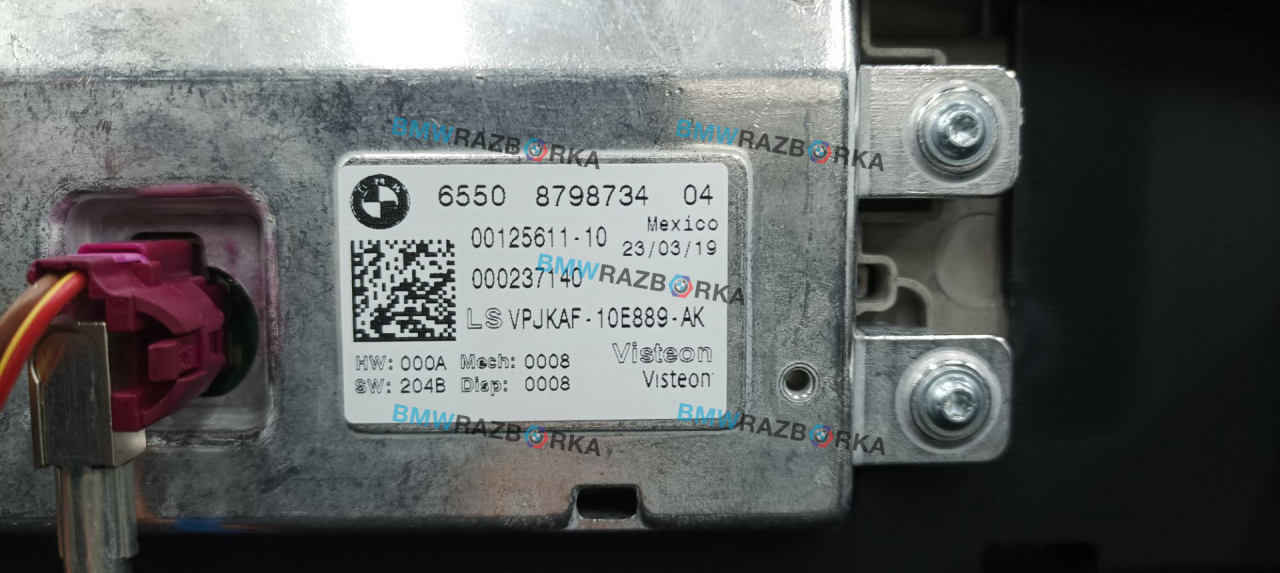 BMWRAZBORKA
BMWRAZBORKA
BMW
6550 8798734 04
Mexico
00125611-10
23/03/19
BMWRAZBORKA
000237140
LS VPJKAF-10E889-AK
HW: 000A Mech: 0008
Visteon
SW: 204B Disp: 0008
Visteon
BMWRAZBORKA
BMWRAZBORKA